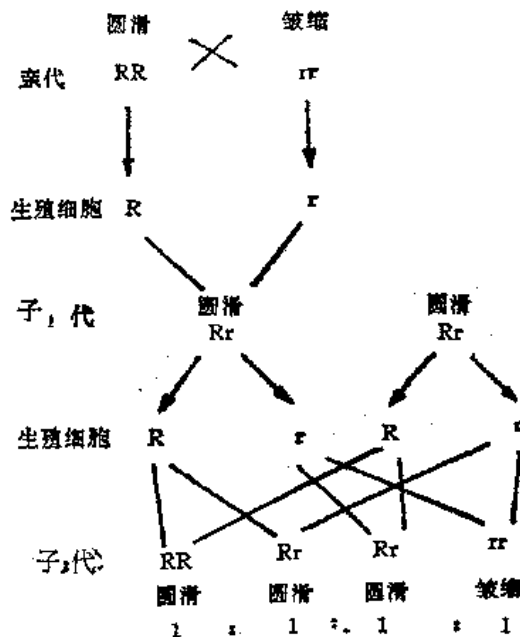 圆滑 皱缩
亲代 RR rr
生殖细胞 R r
圆滑 圆滑
子₁代 Rr Rr
生殖细胞 R r R r
子₂代 RR Rr Rr rr
圆滑 圆滑 圆滑 皱缩
1 : 1 : 1 : 1